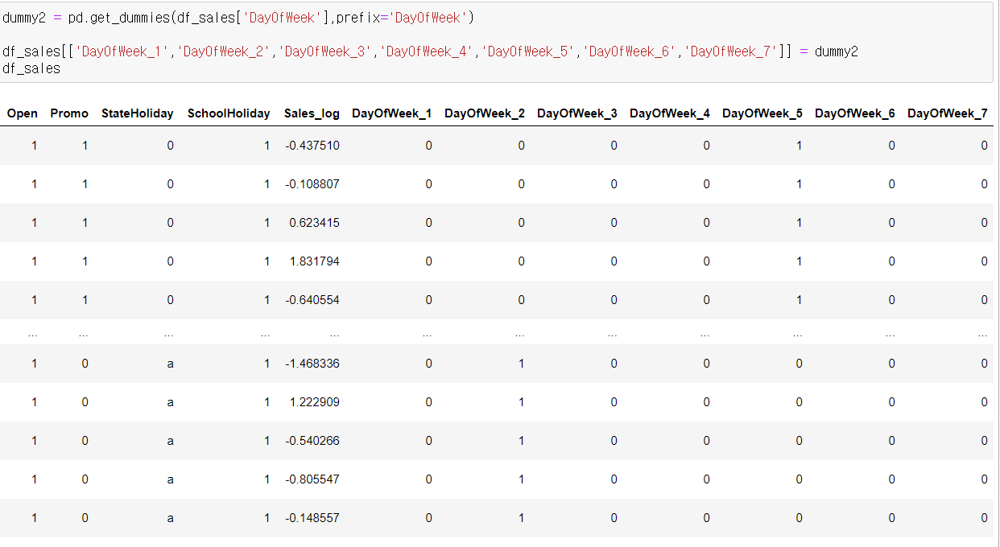 dummy2 = pd.get_dummies(df_sales['DayOfWeek'],prefix='DayOfWeek')
df_sales[['DayOfWeek_1','DayOfWeek_2','DayOfWeek_3','DayOfWeek_4','DayOfWeek_5','DayOfWeek_6','DayOfWeek_7']] = dummy2
df_sales
Open Promo StateHoliday SchoolHoliday Sales_log DayOfWeek_1 DayOfWeek_2 DayOfWeek_3 DayOfWeek_4 DayOfWeek_5 DayOfWeek_6 DayOfWeek_7
1 1 0 1 -0.437510 0 0 0 0 1 0 0
1 1 0 1 -0.108807 0 0 0 0 1 0 0
1 1 0 1 0.623415 0 0 0 0 1 0 0
1 1 0 1 1.831794 0 0 0 0 1 0 0
1 1 0 1 -0.640554 0 0 0 0 1 0 0
... ... ... ... ... ... ... ... ... ... ... ...
1 0 a 1 -1.468336 0 1 0 0 0 0 0
1 0 a 1 1.222909 0 1 0 0 0 0 0
1 0 a 1 -0.540266 0 1 0 0 0 0 0
1 0 a 1 -0.805547 0 1 0 0 0 0 0
1 0 a 1 -0.148557 0 1 0 0 0 0 0